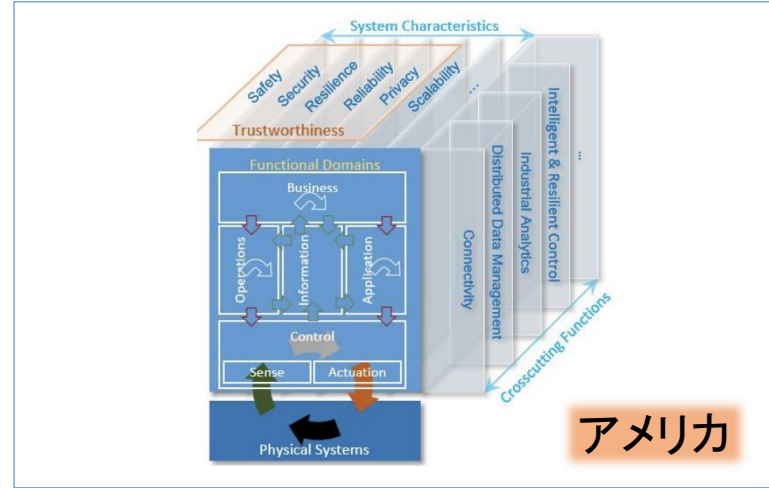 System Characteristics
Safety
Security
Resilience
Reliability
Privacy
Scalability
...
Trustworthiness
Functional Domains
Business
Operations
Information
Application
Control
Sense
Actuation
Physical Systems
Connectivity
Distributed Data Management
Industrial Analytics
Intelligent & Resilient Control
...
Crosscutting Functions
アメリカ